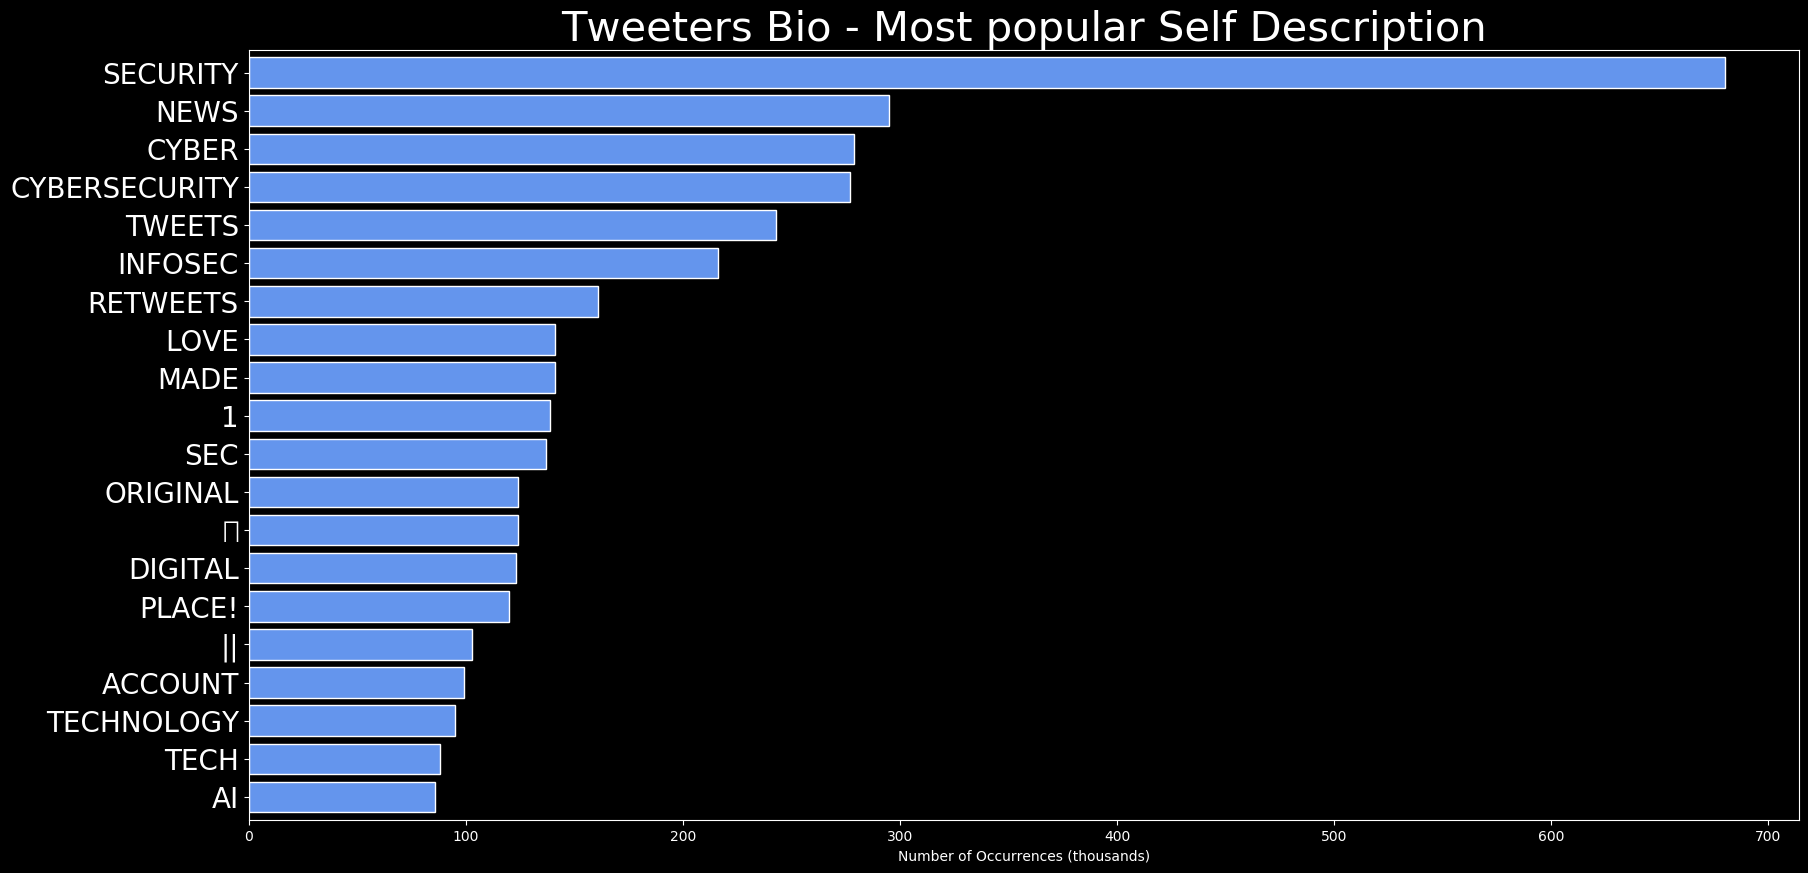 Tweeters Bio - Most popular Self Description
SECURITY
NEWS
CYBER
CYBERSECURITY
TWEETS
INFOSEC
RETWEETS
LOVE
MADE
1
SEC
ORIGINAL
DIGITAL
PLACE!
||
ACCOUNT
TECHNOLOGY
TECH
AI
0 100 200 300 400 500 600 700
Number of Occurrences (thousands)